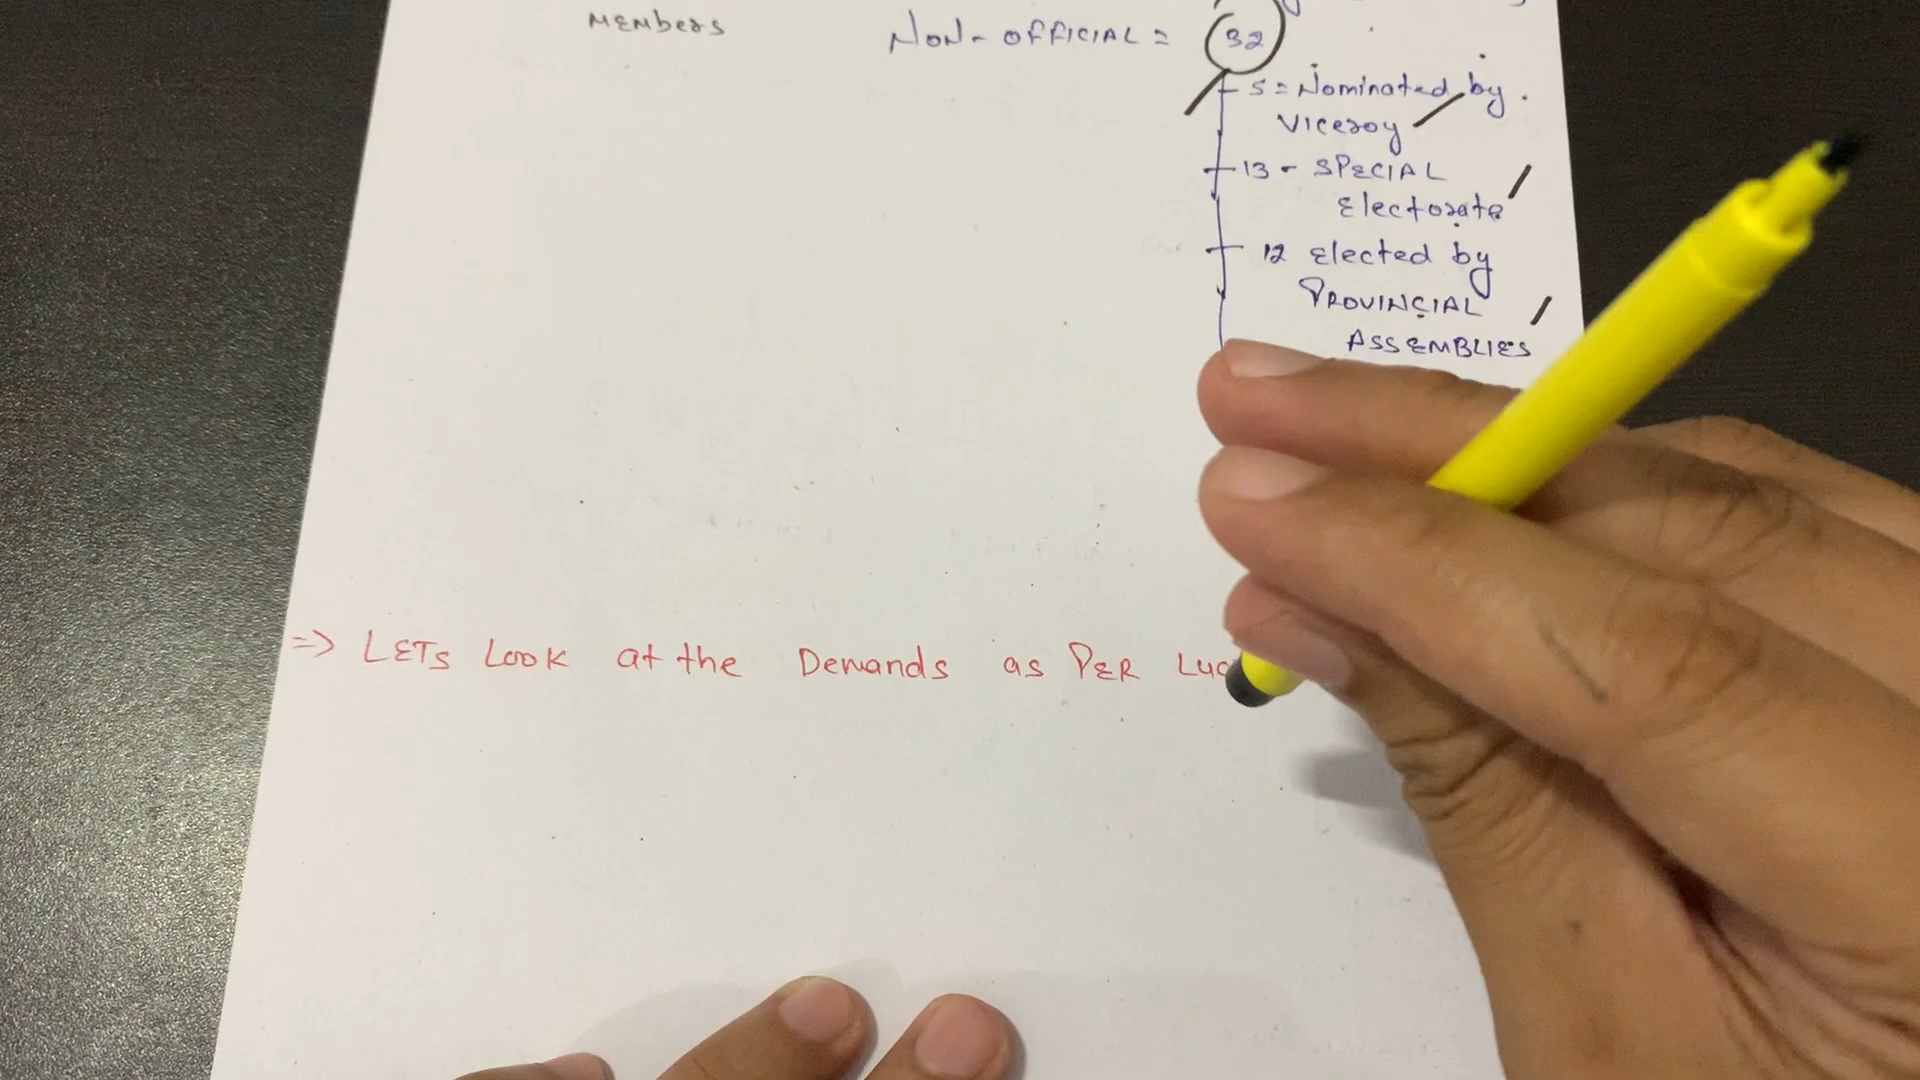 MEMbers
NON-OFFICIAL = 32
5 = Nominated by
Viceroy
13 - SPECIAL
Electorate
12 Elected by
PROVINCIAL
ASSEMBLIES
=> LETs LOOK at the Demands as PER